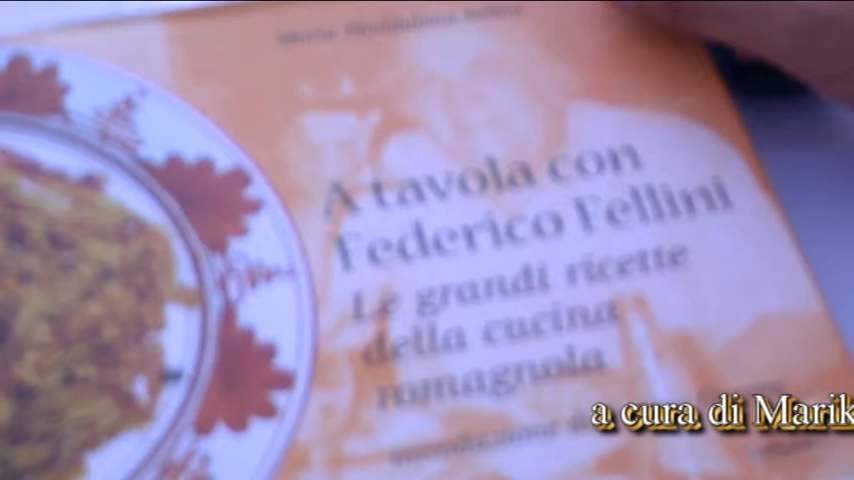 A tavola con
Federico Fellini
Le grandi ricette
della cucina
romagnola
a cura di Marik